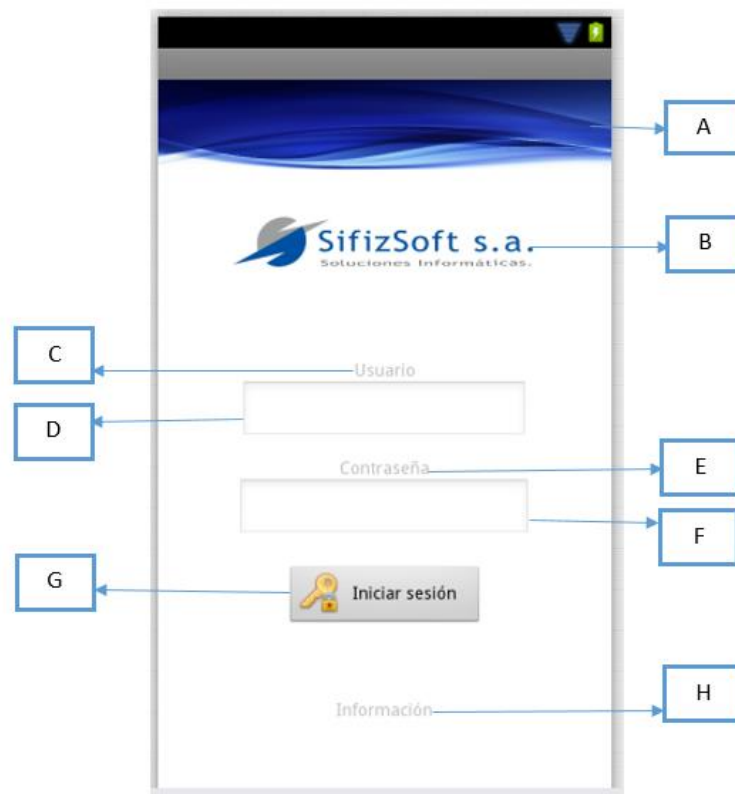 A
SifizSoft s.a.
Soluciones Informáticas.
B
C
Usuario
D
Contraseña
E
F
G
Iniciar sesión
Información
H